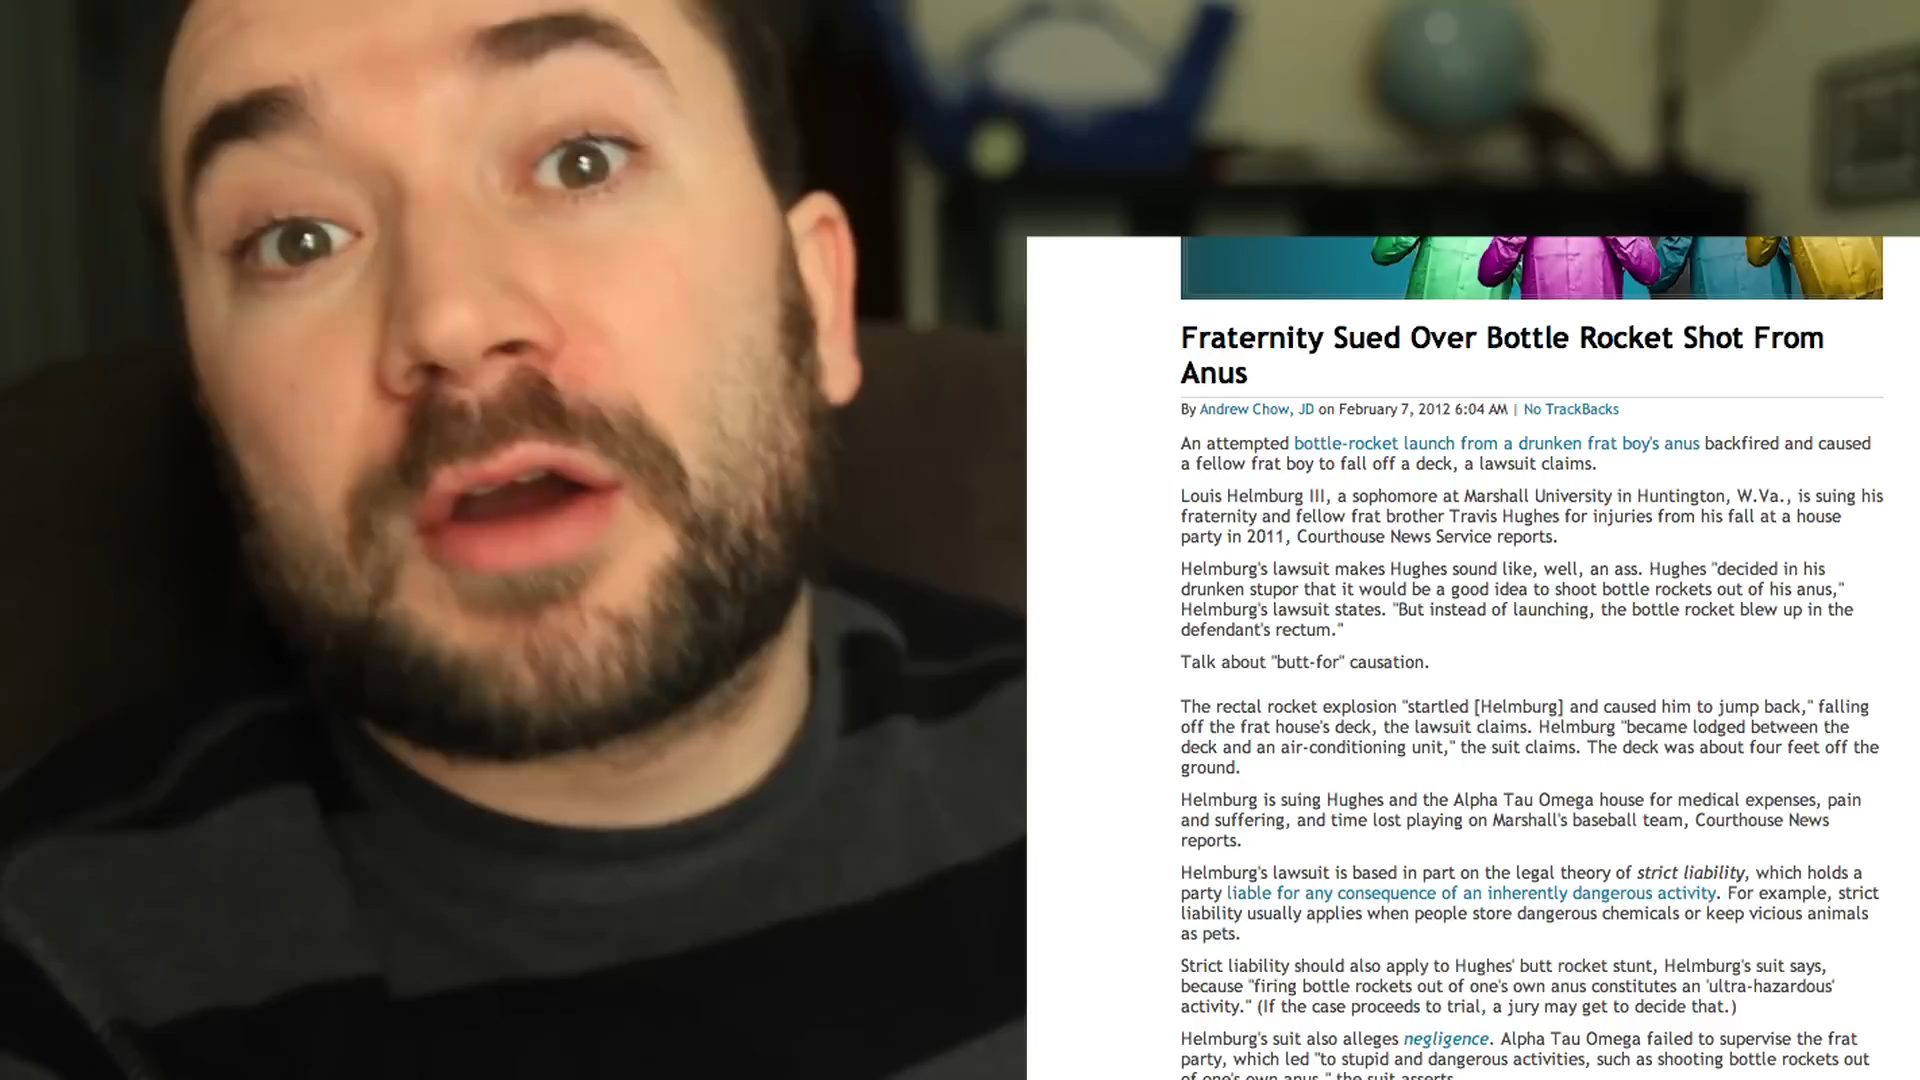 Fraternity Sued Over Bottle Rocket Shot From
Anus
By Andrew Chow, JD on February 7, 2012 6:04 AM | No TrackBacks
An attempted bottle-rocket launch from a drunken frat boy's anus backfired and caused
a fellow frat boy to fall off a deck, a lawsuit claims.
Louis Helmburg III, a sophomore at Marshall University in Huntington, W.Va., is suing his
fraternity and fellow frat brother Travis Hughes for injuries from his fall at a house
party in 2011, Courthouse News Service reports.
Helmburg's lawsuit makes Hughes sound like, well, an ass. Hughes "decided in his
drunken stupor that it would be a good idea to shoot bottle rockets out of his anus,"
Helmburg's lawsuit states. "But instead of launching, the bottle rocket blew up in the
defendant's rectum."
Talk about "butt-for" causation.
The rectal rocket explosion "startled [Helmburg] and caused him to jump back," falling
off the frat house's deck, the lawsuit claims. Helmburg "became lodged between the
deck and an air-conditioning unit," the suit claims. The deck was about four feet off the
ground.
Helmburg is suing Hughes and the Alpha Tau Omega house for medical expenses, pain
and suffering, and time lost playing on Marshall's baseball team, Courthouse News
reports.
Helmburg's lawsuit is based in part on the legal theory of strict liability, which holds a
party liable for any consequence of an inherently dangerous activity. For example, strict
liability usually applies when people store dangerous chemicals or keep vicious animals
as pets.
Strict liability should also apply to Hughes' butt rocket stunt, Helmburg's suit says,
because "firing bottle rockets out of one's own anus constitutes an 'ultra-hazardous'
activity." (If the case proceeds to trial, a jury may get to decide that.)
Helmburg's suit also alleges negligence. Alpha Tau Omega failed to supervise the frat
party, which led "to stupid and dangerous activities, such as shooting bottle rockets out
of one's own anus," the suit asserts.